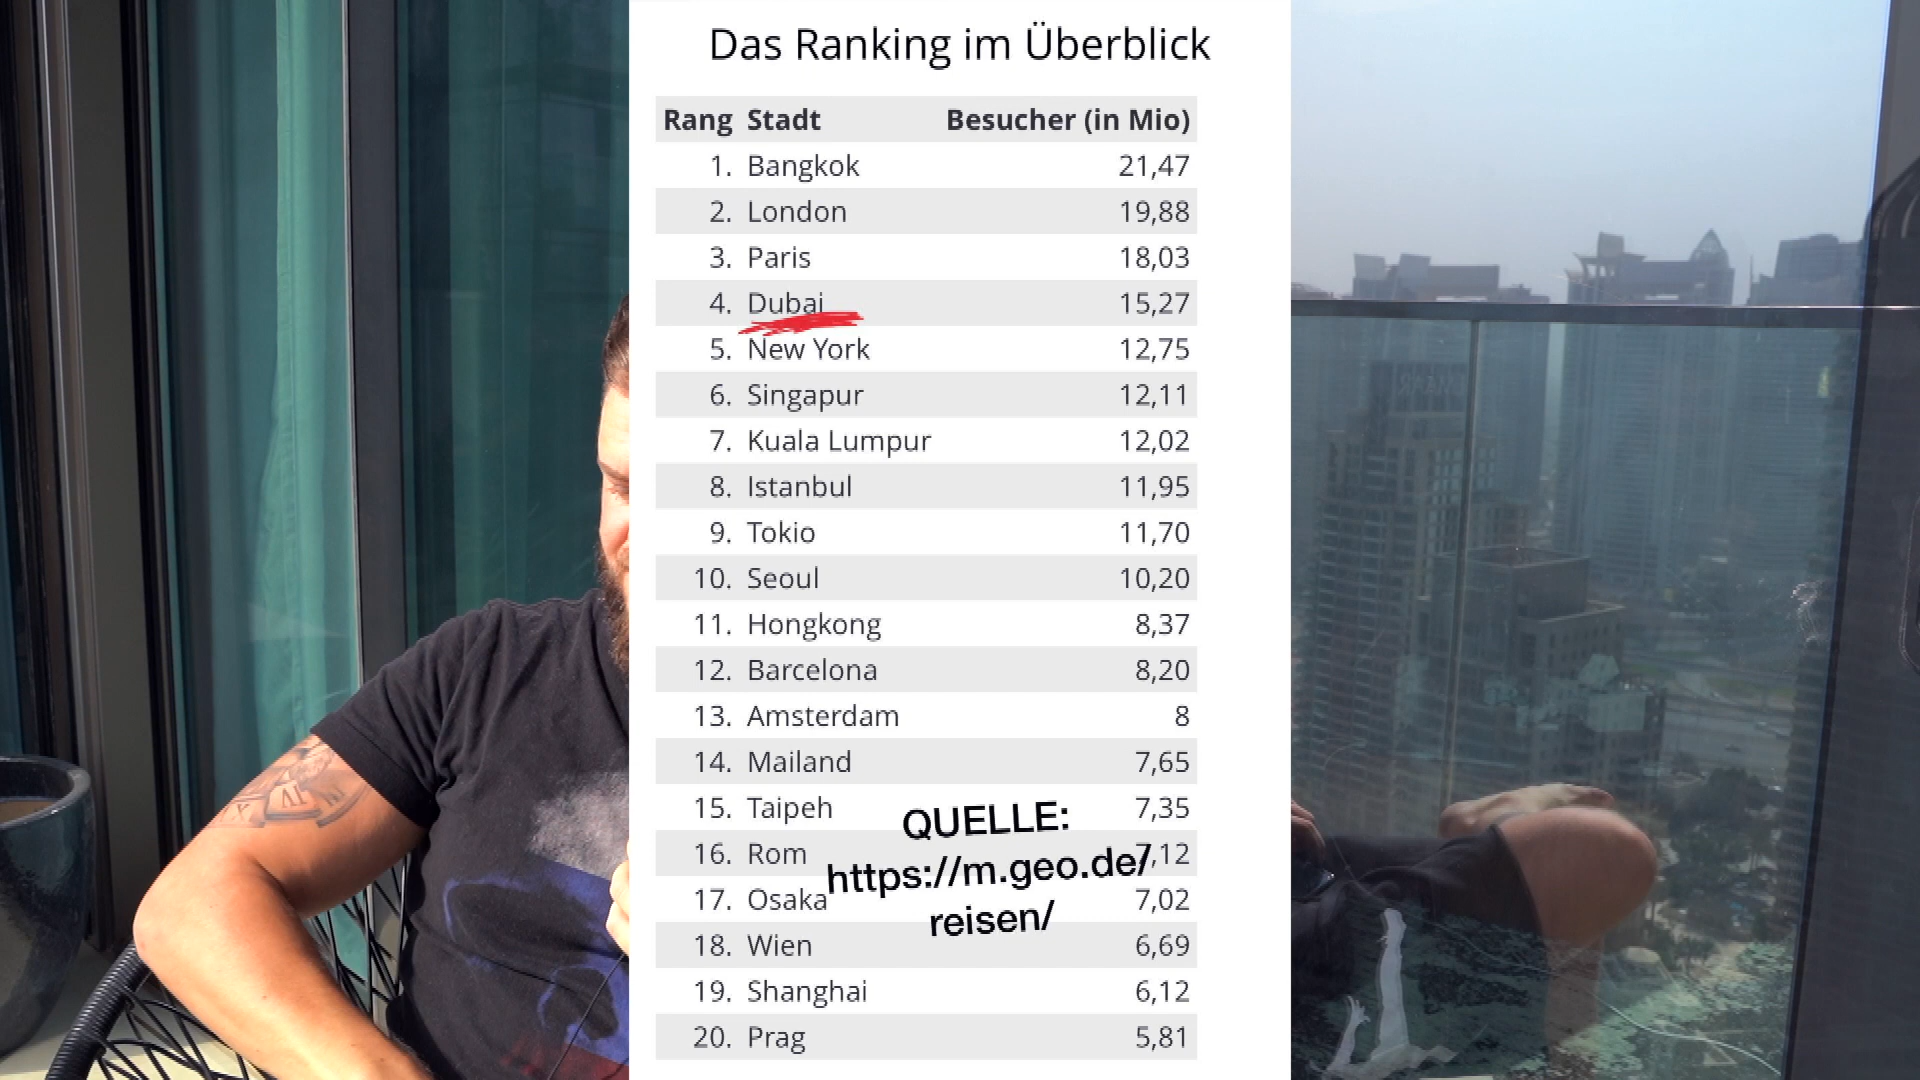 Das Ranking im Überblick
Rang Stadt Besucher (in Mio)
1. Bangkok 21,47
2. London 19,88
3. Paris 18,03
4. Dubai 15,27
5. New York 12,75
6. Singapur 12,11
7. Kuala Lumpur 12,02
8. Istanbul 11,95
9. Tokio 11,70
10. Seoul 10,20
11. Hongkong 8,37
12. Barcelona 8,20
13. Amsterdam 8
14. Mailand 7,65
15. Taipeh 7,35
16. Rom 7,12
17. Osaka 7,02
18. Wien 6,69
19. Shanghai 6,12
20. Prag 5,81
QUELLE:
https://m.geo.de/
reisen/